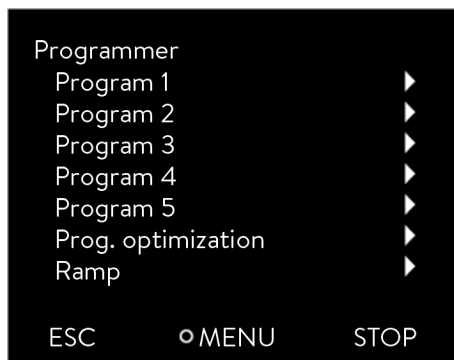 Programmer
Program 1
Program 2
Program 3
Program 4
Program 5
Prog. optimization
Ramp
ESC MENU STOP